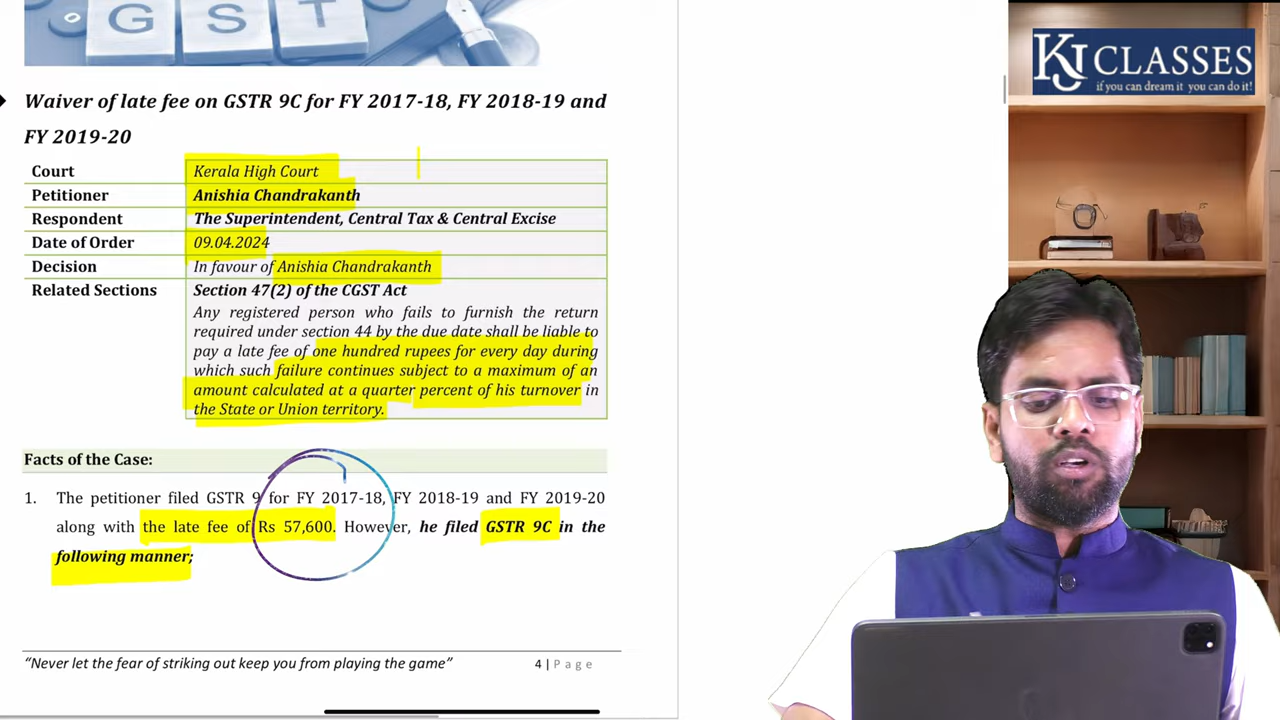 G S T
KJ CLASSES
if you can dream it you can do it!
Waiver of late fee on GSTR 9C for FY 2017-18, FY 2018-19 and
FY 2019-20
Court Kerala High Court
Petitioner Anishia Chandrakanth
Respondent The Superintendent, Central Tax & Central Excise
Date of Order 09.04.2024
Decision In favour of Anishia Chandrakanth
Related Sections Section 47(2) of the CGST Act
Any registered person who fails to furnish the return
required under section 44 by the due date shall be liable to
pay a late fee of one hundred rupees for every day during
which such failure continues subject to a maximum of an
amount calculated at a quarter percent of his turnover in
the State or Union territory.
Facts of the Case:
1. The petitioner filed GSTR 9 for FY 2017-18, FY 2018-19 and FY 2019-20
along with the late fee of Rs 57,600. However, he filed GSTR 9C in the
following manner;
“Never let the fear of striking out keep you from playing the game” 4 | Page